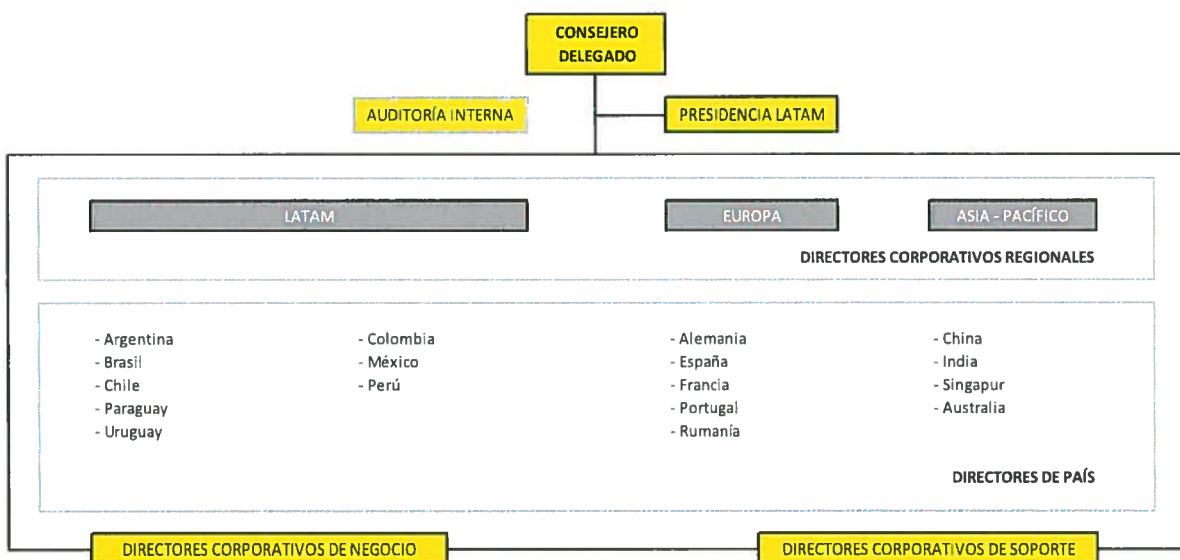 CONSEJERO
DELEGADO
AUDITORÍA INTERNA
PRESIDENCIA LATAM
LATAM
EUROPA
ASIA - PACÍFICO
DIRECTORES CORPORATIVOS REGIONALES
- Argentina
- Brasil
- Chile
- Paraguay
- Uruguay
- Colombia
- México
- Perú
- Alemania
- España
- Francia
- Portugal
- Rumanía
- China
- India
- Singapur
- Australia
DIRECTORES DE PAÍS
DIRECTORES CORPORATIVOS DE NEGOCIO
DIRECTORES CORPORATIVOS DE SOPORTE